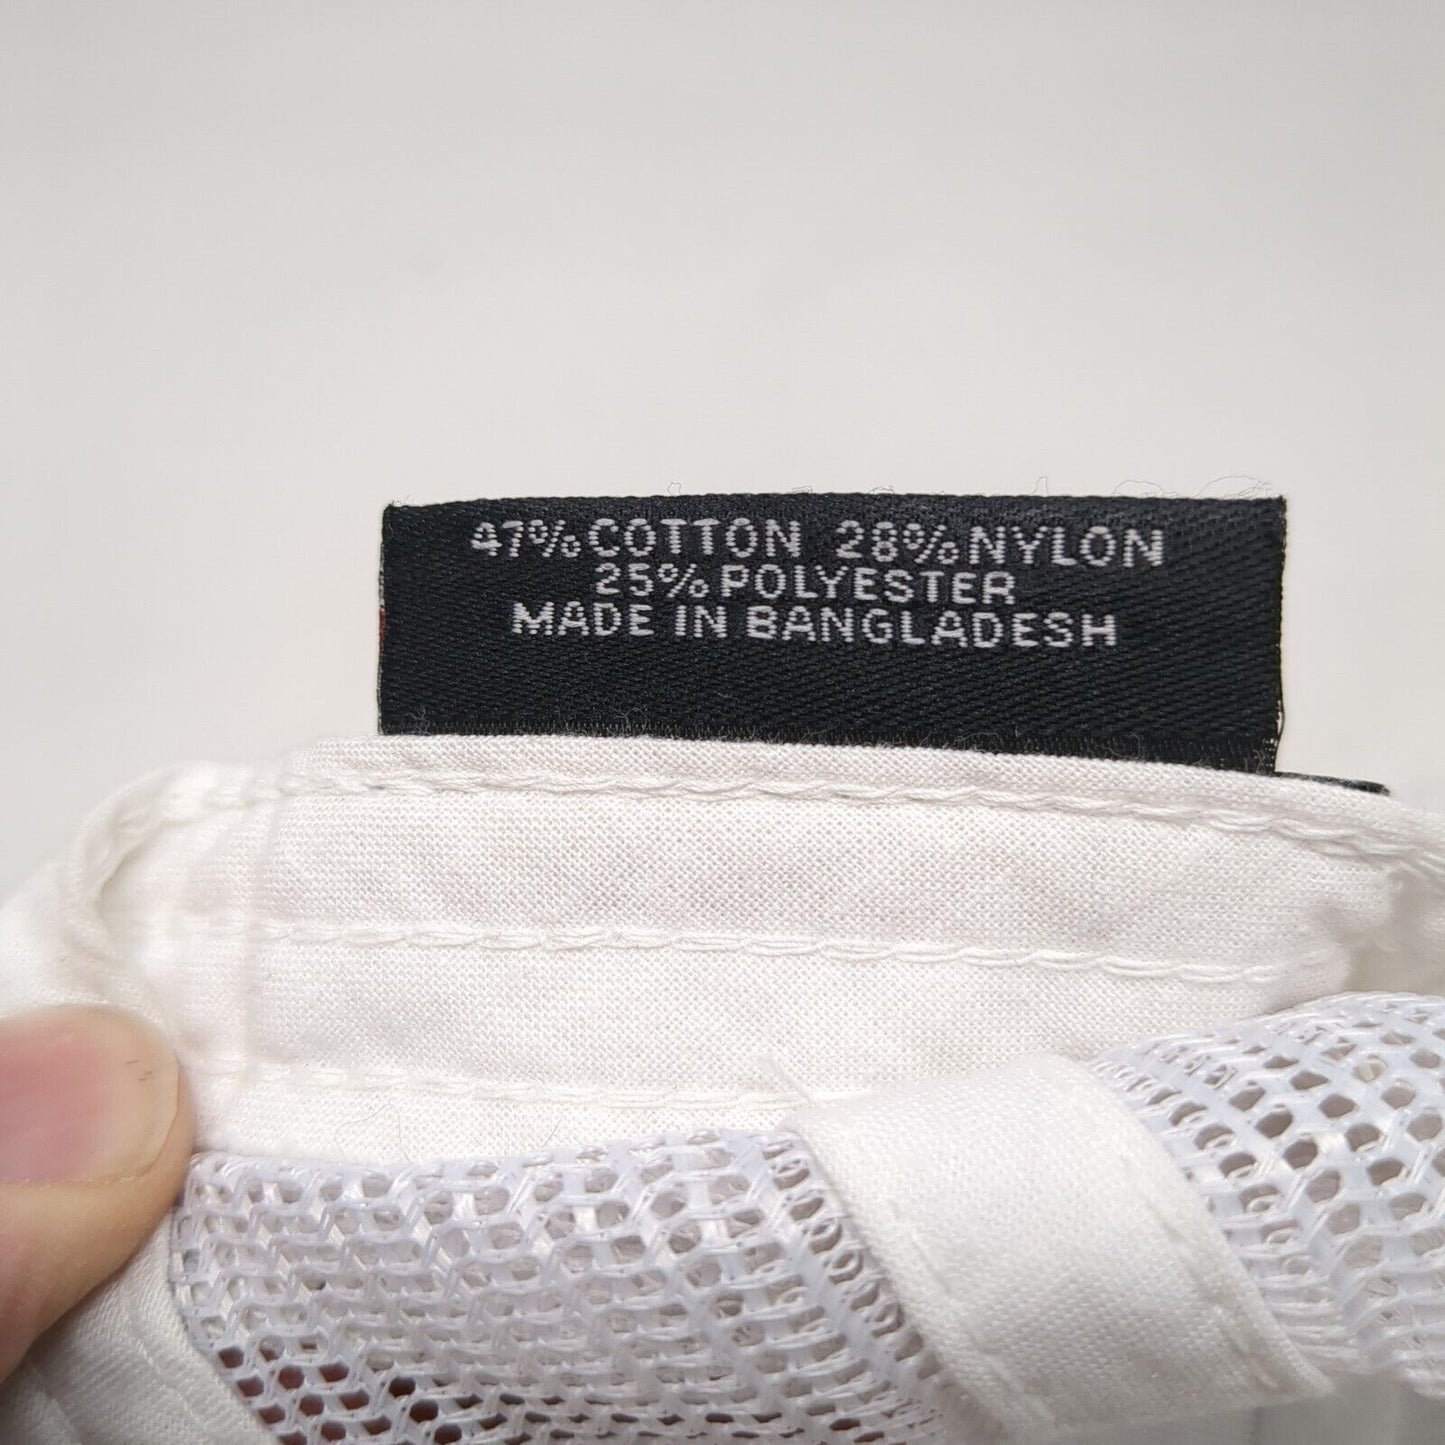 47% COTTON 28% NYLON
25% POLYESTER
MADE IN BANGLADESH